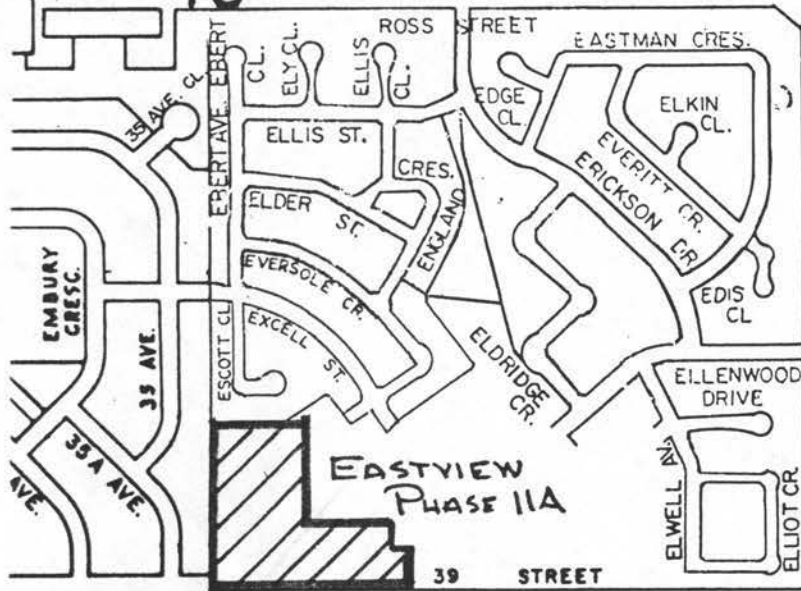 ROSS STREET
EASTMAN CRES.
35 AVE. CL.
EBERT CL.
ELY CL.
ELLIS CL.
EDGE CL.
ELKIN CL.
EBERT AVE.
ELLIS ST.
CRES.
ENGLAND
EVERITT CR.
ERICKSON DR.
ELDER ST.
EVERSOLE CR.
EMBURY CRESC.
EDIS CL
ESCOTT CL
EXCELL ST.
35 AVE.
ELDRIDGE CR.
ELLENWOOD DRIVE
35A AVE.
AVE.
EASTVIEW
PHASE 11A
ELWELL AV.
ELLIOT CR.
39 STREET